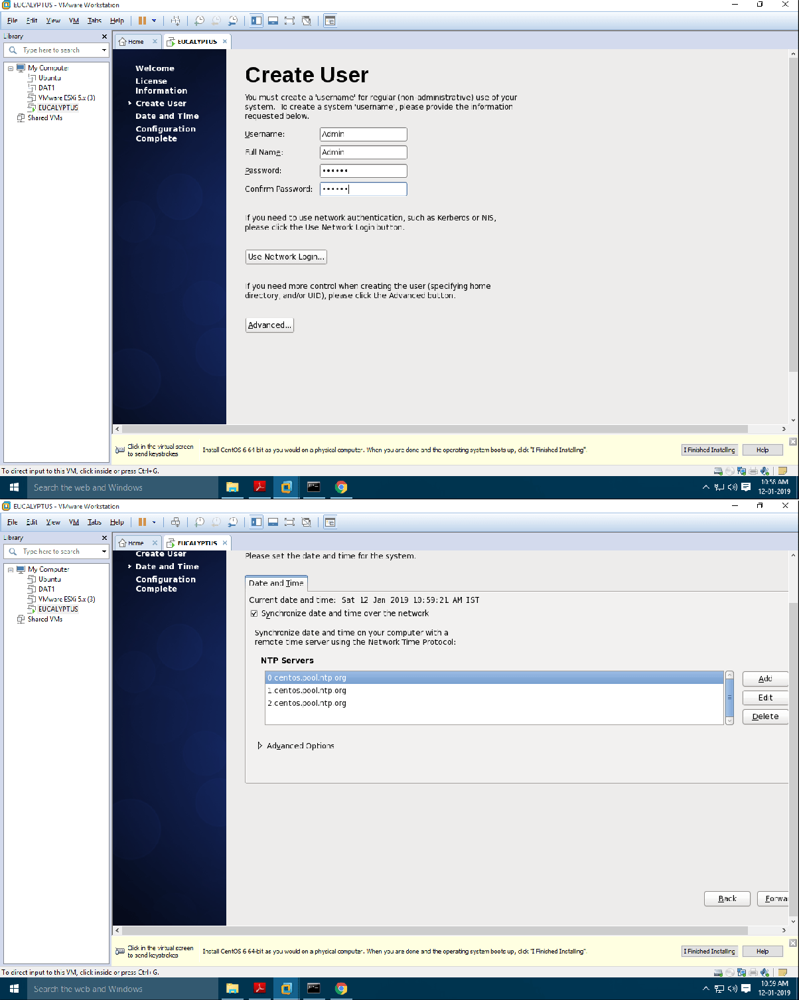 EUCALYPTUS - VMware Workstation
File Edit View VM Tabs Help
Library
Type here to search
My Computer
Ubuntu
DAT1
VMware ESXi 5.x (3)
EUCALYPTUS
Shared VMs
Home
EUCALYPTUS
Welcome
License
Information
Create User
Date and Time
Configuration
Complete
Create User
You must create a 'username' for regular (non-administrative) use of your
system. To create a system 'username', please provide the information
requested below.
Username: Admin
Full Name: Admin
Password: ••••••
Confirm Password: ••••••
If you need to use network authentication, such as Kerberos or NIS,
please click the Use Network Login button.
Use Network Login...
If you need more control when creating the user (specifying home
directory, and/or UID), please click the Advanced button.
Advanced...
Click in the virtual screen
to send keystrokes
Install CentOS 6 64-bit as you would on a physical computer. When you are done and the operating system boots up, click "I Finished Installing".
I Finished Installing
Help
To direct input to this VM, click inside or press Ctrl+G.
Search the web and Windows
10:58 AM
12-01-2019
EUCALYPTUS - VMware Workstation
File Edit View VM Tabs Help
Library
Type here to search
My Computer
Ubuntu
DAT1
VMware ESXi 5.x (3)
EUCALYPTUS
Shared VMs
Home
EUCALYPTUS
Create User
Date and Time
Configuration
Complete
Please set the date and time for the system.
Date and Time
Current date and time: Sat 12 Jan 2019 10:59:21 AM IST
Synchronize date and time over the network
Synchronize date and time on your computer with a
remote time server using the Network Time Protocol:
NTP Servers
0.centos.pool.ntp.org
1.centos.pool.ntp.org
2.centos.pool.ntp.org
Add
Edit
Delete
Advanced Options
Back
Forwa
Click in the virtual screen
to send keystrokes
Install CentOS 6 64-bit as you would on a physical computer. When you are done and the operating system boots up, click "I Finished Installing".
I Finished Installing
Help
To direct input to this VM, click inside or press Ctrl+G.
Search the web and Windows
10:59 AM
12-01-2019